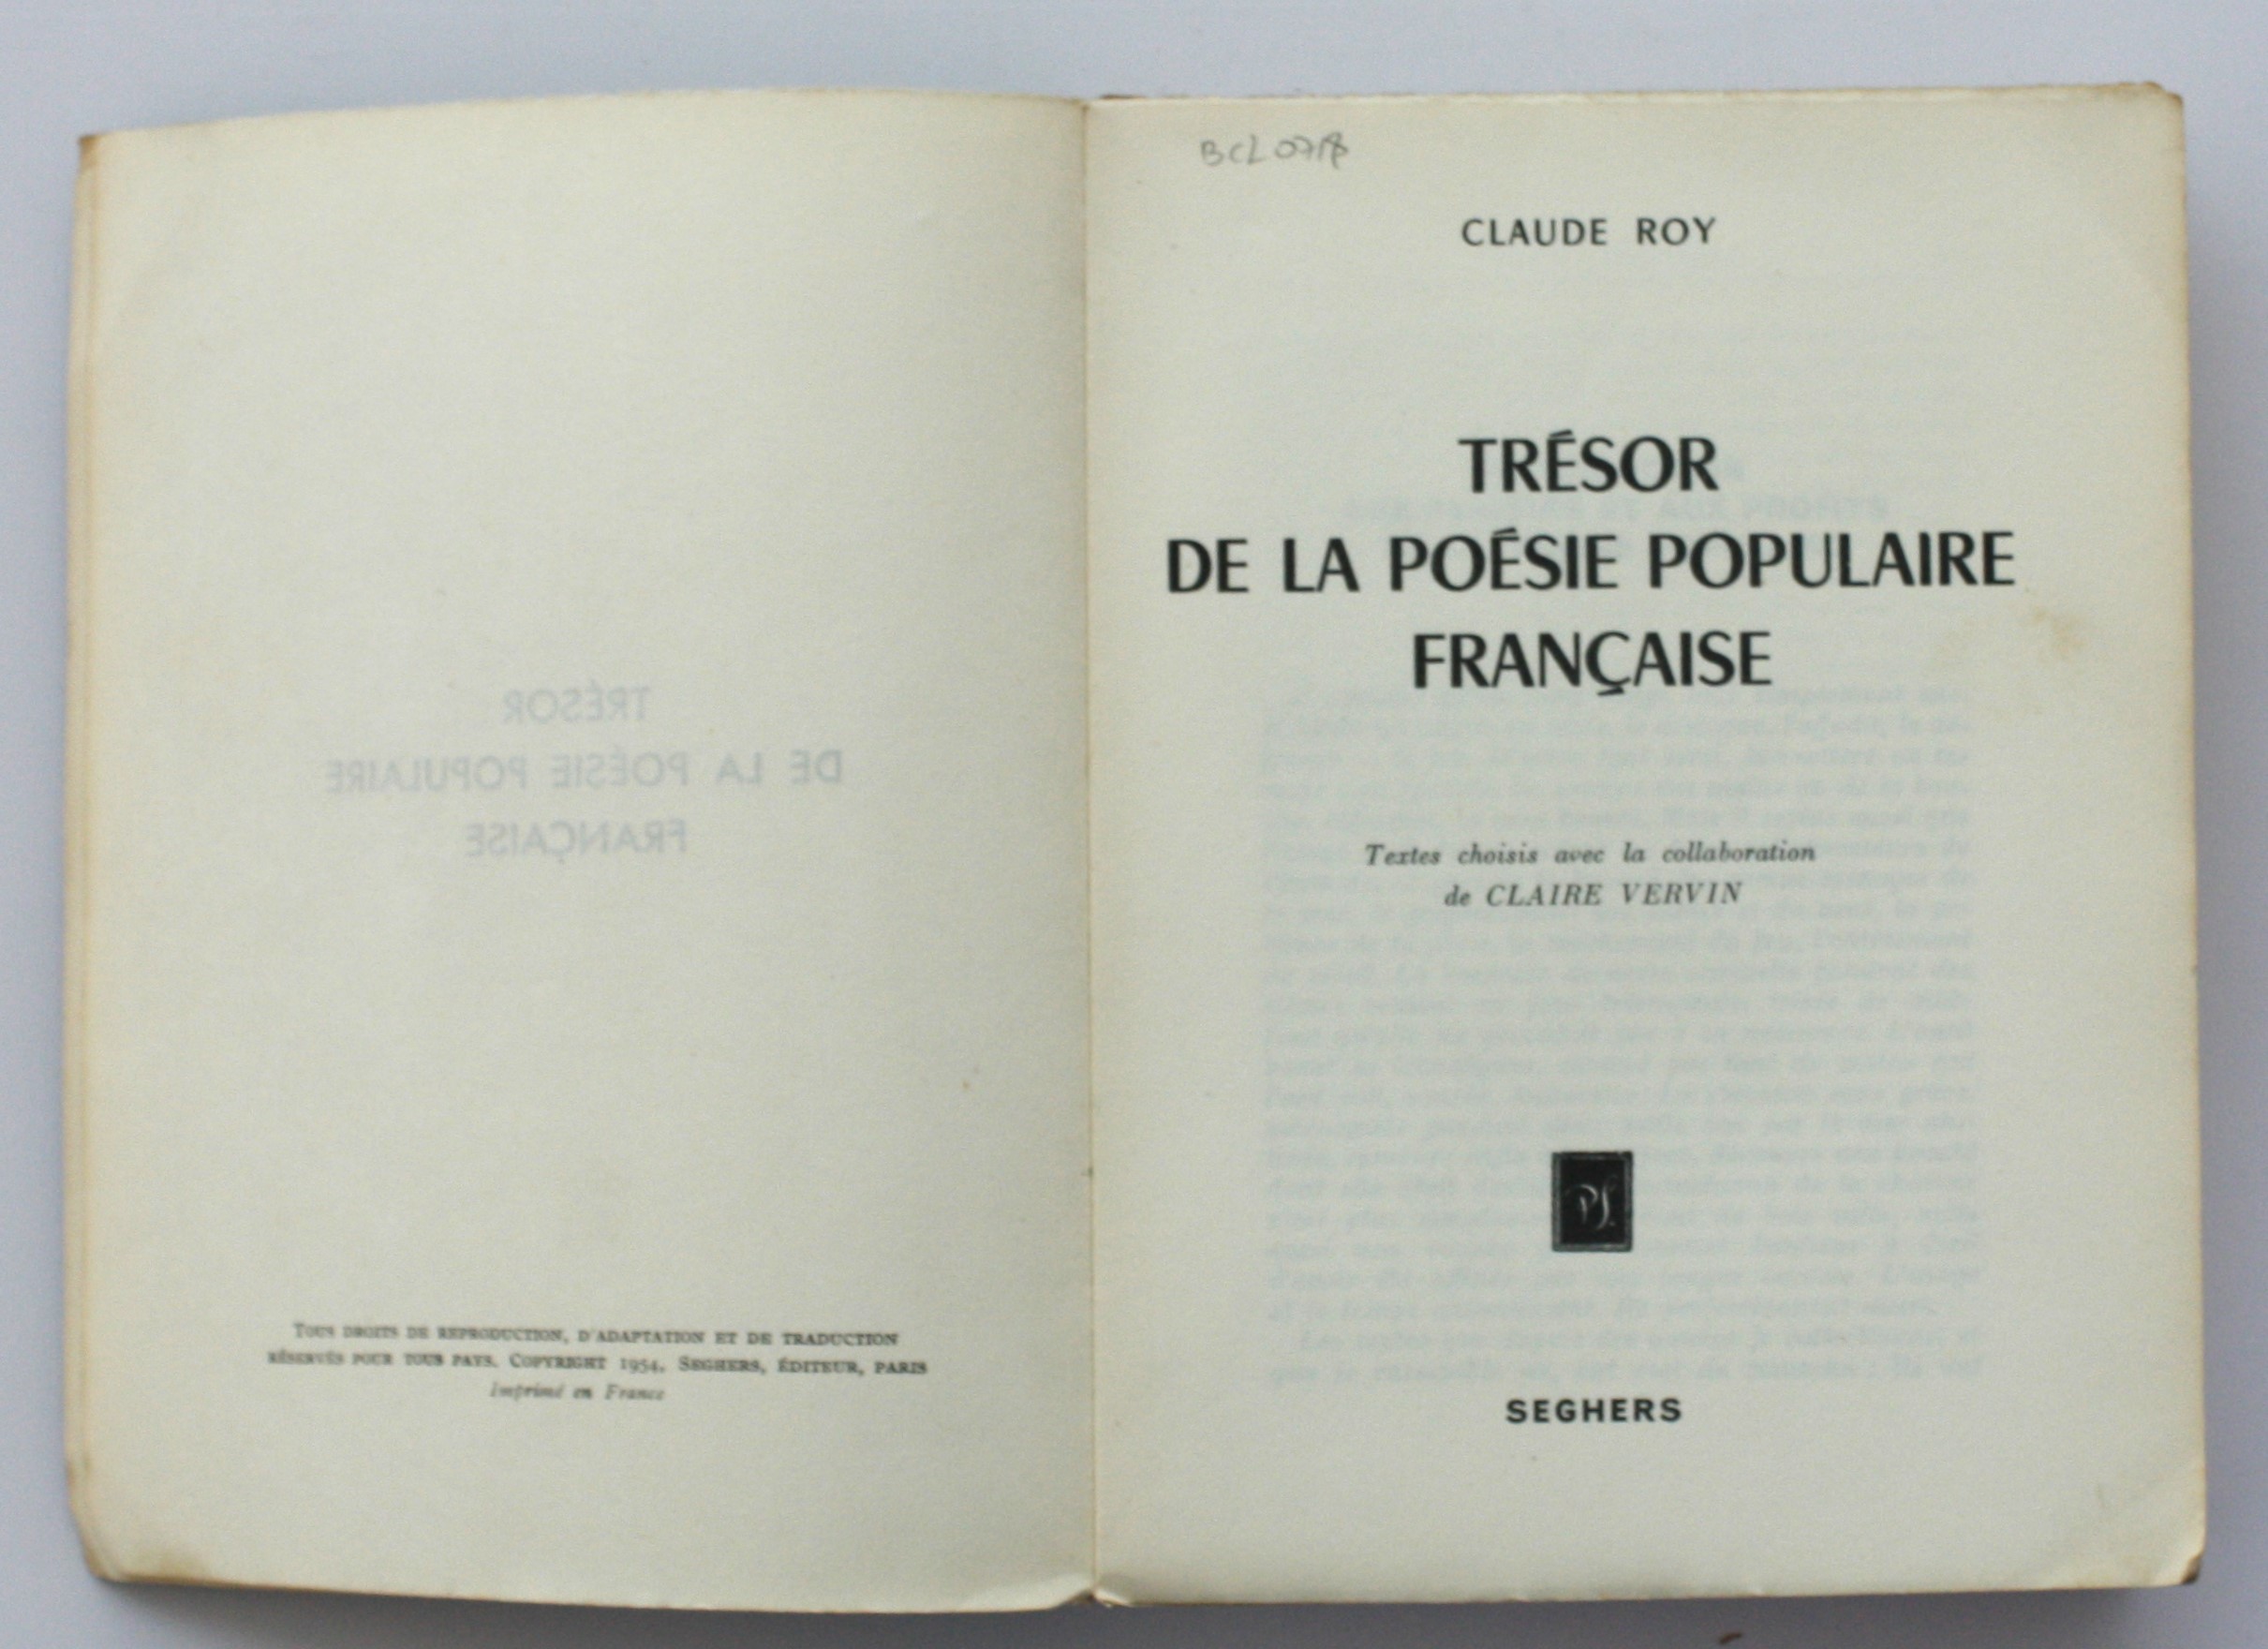 TOUS DROITS DE REPRODUCTION, D'ADAPTATION ET DE TRADUCTION
RÉSERVÉS POUR TOUS PAYS. COPYRIGHT 1954, SEGHERS, ÉDITEUR, PARIS
Imprimé en France
CLAUDE ROY
TRÉSOR
DE LA POÉSIE POPULAIRE
FRANÇAISE
Textes choisis avec la collaboration
de CLAIRE VERVIN
PS
SEGHERS